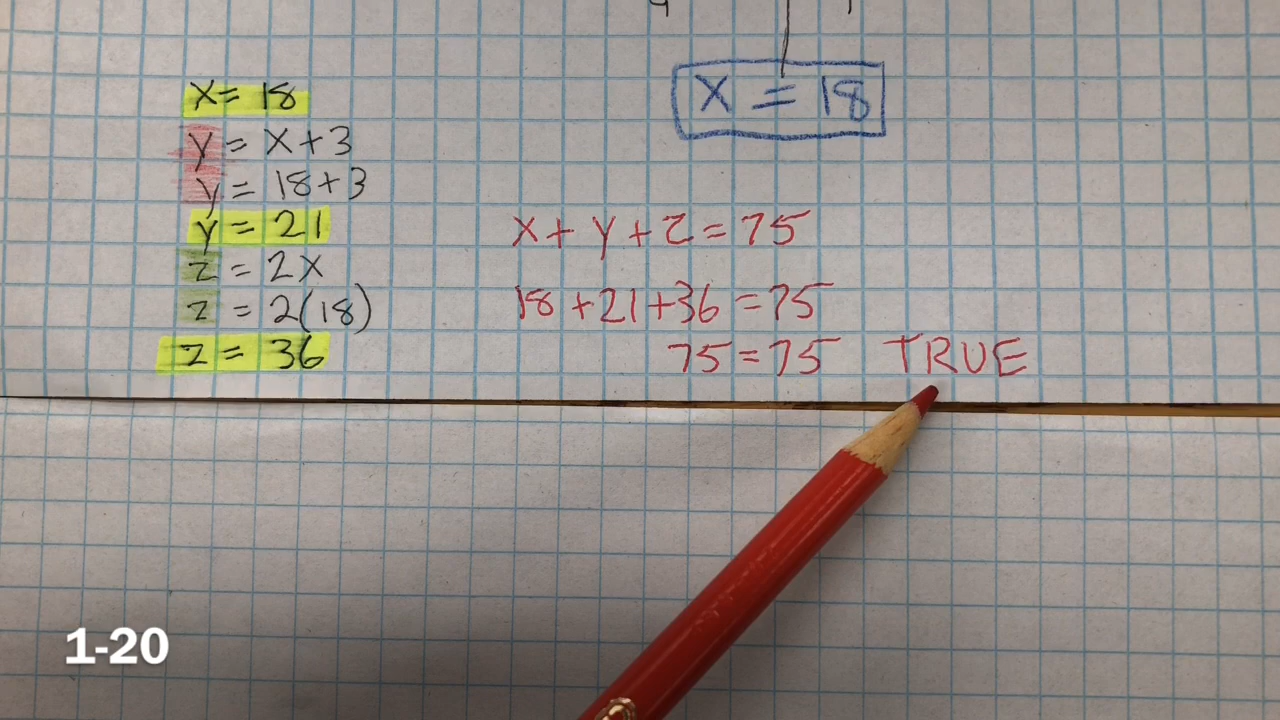 x = 18
x = 18
y = x + 3
y = 18 + 3
y = 21
z = 2x
z = 2(18)
z = 36
x + y + z = 75
18 + 21 + 36 = 75
75 = 75 TRUE
1-20